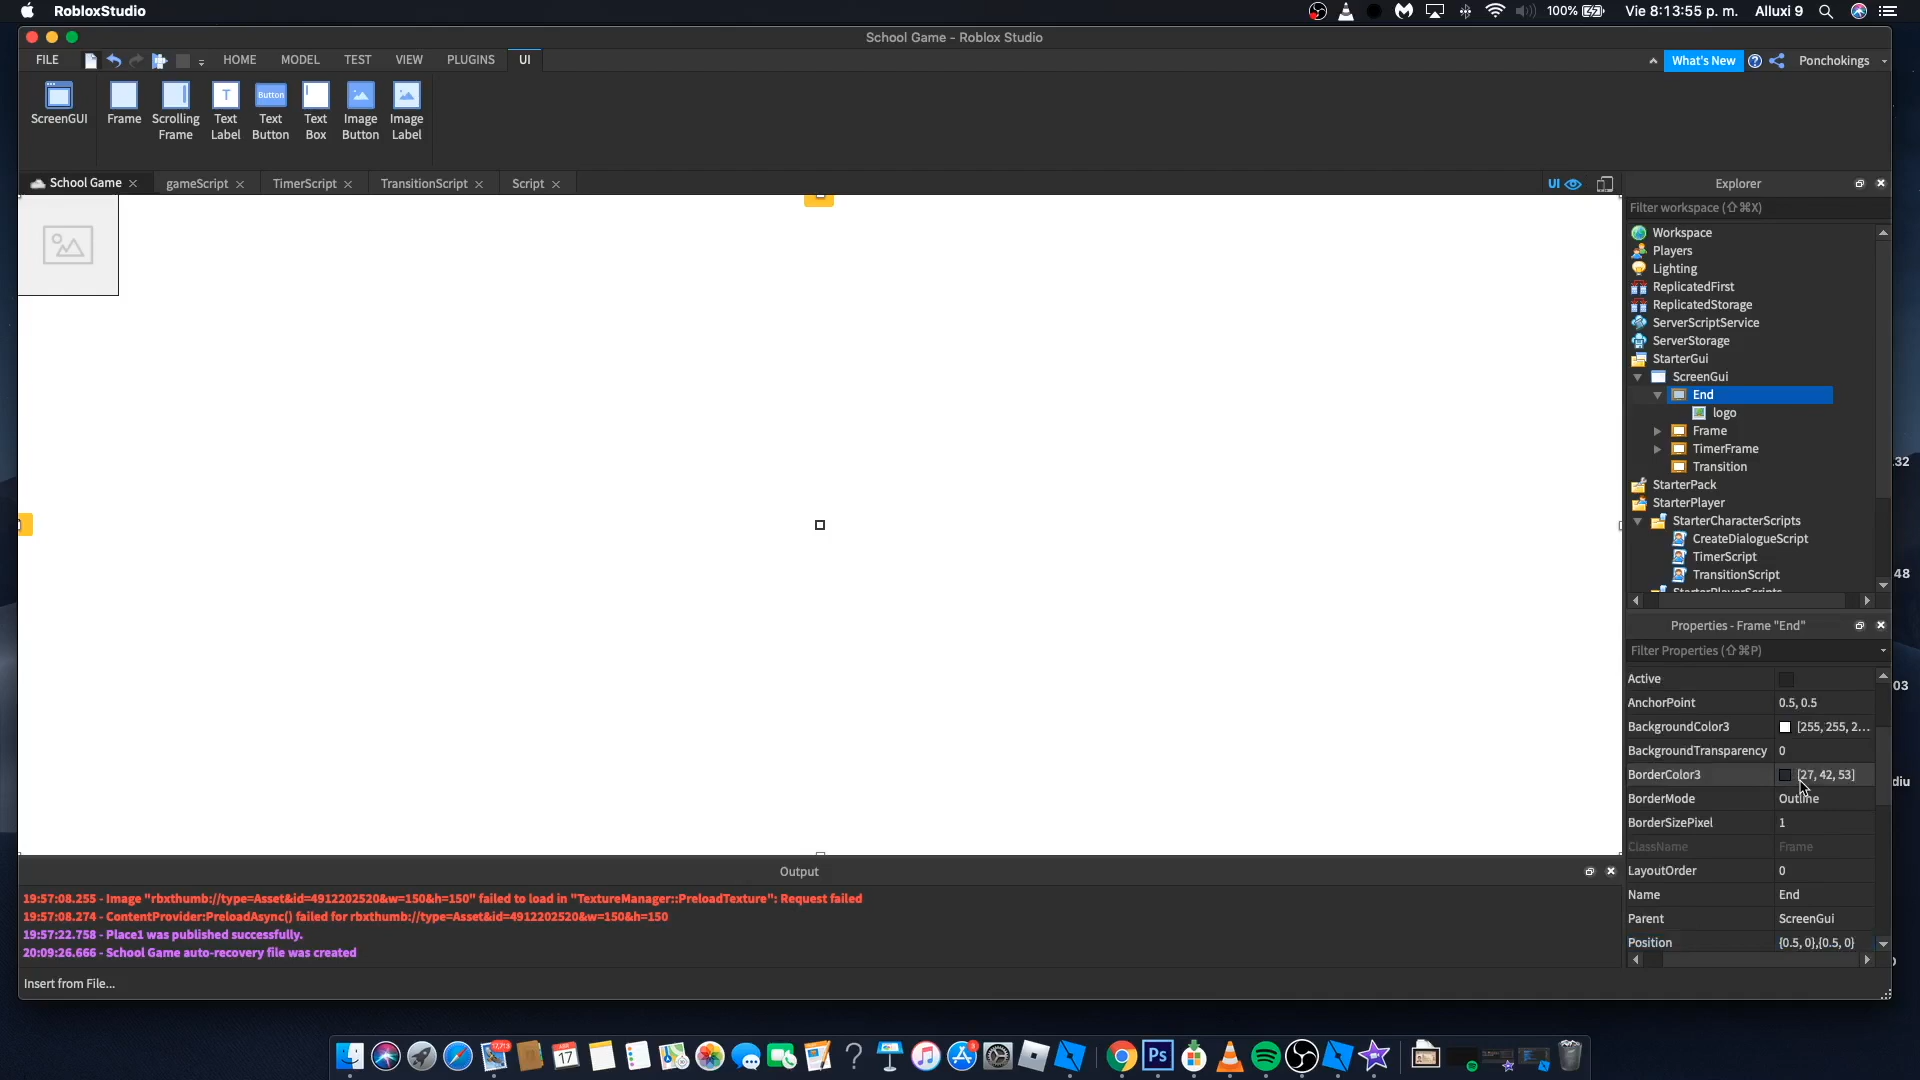 RobloxStudio
100%
Vie 8:13:55 p. m.
Alluxi 9
School Game - Roblox Studio
FILE
HOME
MODEL
TEST
VIEW
PLUGINS
UI
What's New
Ponchokings
ScreenGUI
Frame
Scrolling
Frame
Text
Label
Text
Button
Text
Box
Image
Button
Image
Label
T
Button
School Game
gameScript
TimerScript
TransitionScript
Script
UI
Explorer
Filter workspace (⇧⌘X)
Workspace
Players
Lighting
ReplicatedFirst
ReplicatedStorage
ServerScriptService
ServerStorage
StarterGui
ScreenGui
End
logo
Frame
TimerFrame
Transition
StarterPack
StarterPlayer
StarterCharacterScripts
CreateDialogueScript
TimerScript
TransitionScript
StarterPlayerScripts
Properties - Frame "End"
Filter Properties (⇧⌘P)
Active
AnchorPoint 0.5, 0.5
BackgroundColor3 [255, 255, 2...
BackgroundTransparency 0
BorderColor3 [27, 42, 53]
BorderMode Outline
BorderSizePixel 1
ClassName Frame
LayoutOrder 0
Name End
Parent ScreenGui
Position {0.5, 0},{0.5, 0}
Output
19:57:08.255 - Image "rbxthumb://type=Asset&id=4912202520&w=150&h=150" failed to load in "TextureManager::PreloadTexture": Request failed
19:57:08.274 - ContentProvider:PreloadAsync() failed for rbxthumb://type=Asset&id=4912202520&w=150&h=150
19:57:22.758 - Place1 was published successfully.
20:09:26.666 - School Game auto-recovery file was created
Insert from File...
32
48
03
diu
17